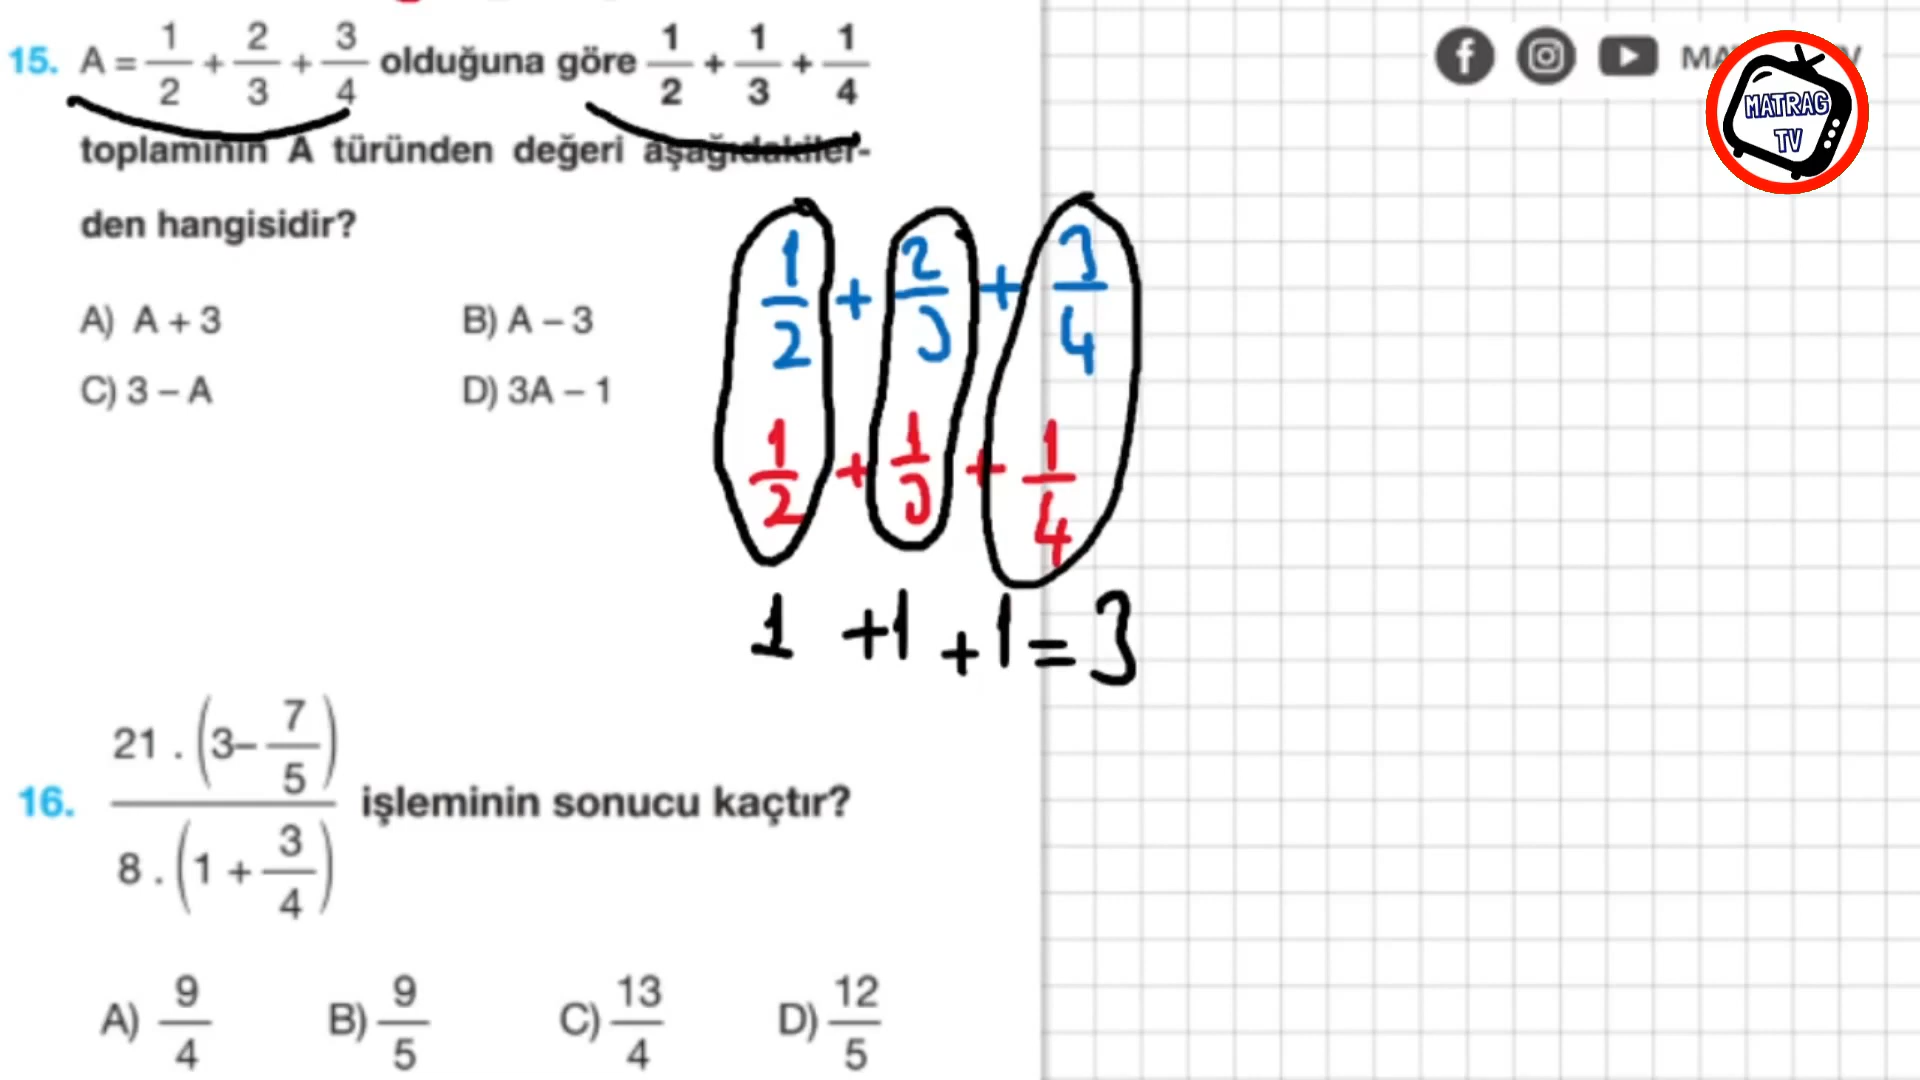 15. A = 1/2 + 2/3 + 3/4 olduğuna göre 1/2 + 1/3 + 1/4
toplamının A türünden değeri aşağıdakiler-
den hangisidir?
A) A + 3 B) A – 3
C) 3 – A D) 3A – 1
1/2 + 2/3 + 3/4
1/2 + 1/3 + 1/4
1 + 1 + 1 = 3
16. 21 . (3 – 7/5) / 8 . (1 + 3/4) işleminin sonucu kaçtır?
A) 9/4 B) 9/5 C) 13/4 D) 12/5
MATRAG
TV